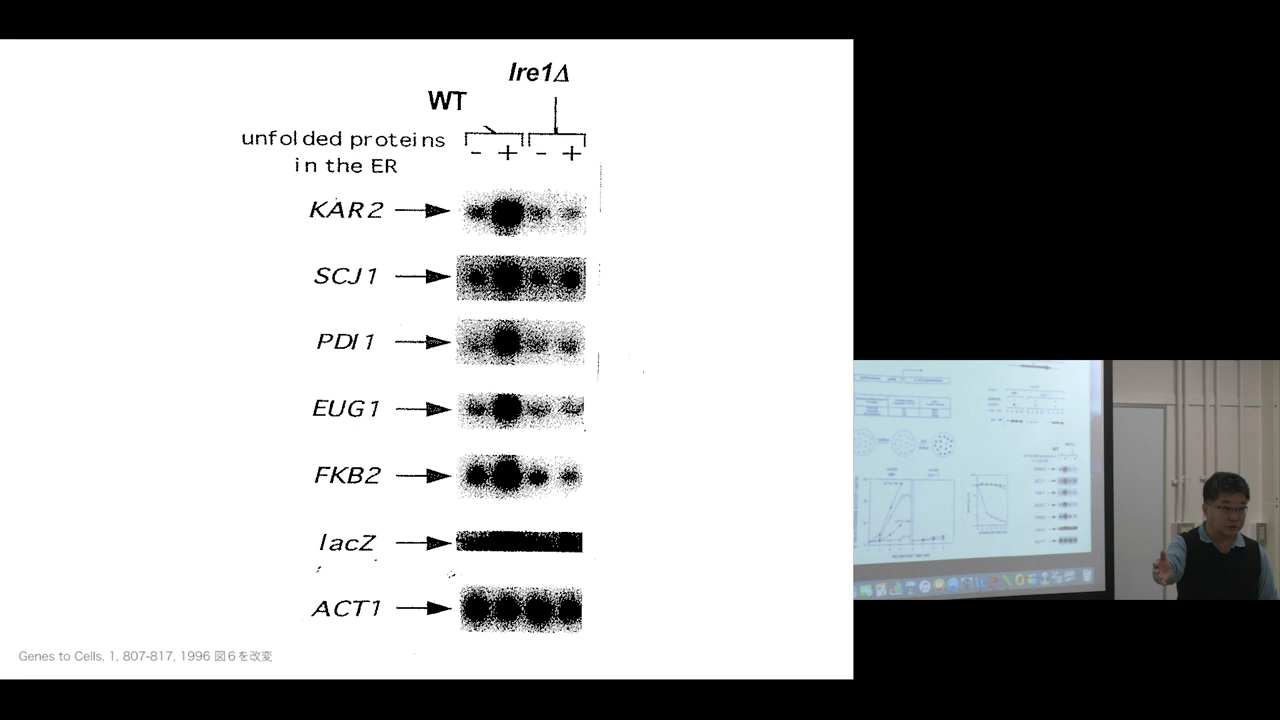 Ire1Δ
WT
unfolded proteins
in the ER
- + - +
KAR2
SCJ1
PDI1
EUG1
FKB2
lacZ
ACT1
Genes to Cells, 1, 807-817, 1996 図6を改変